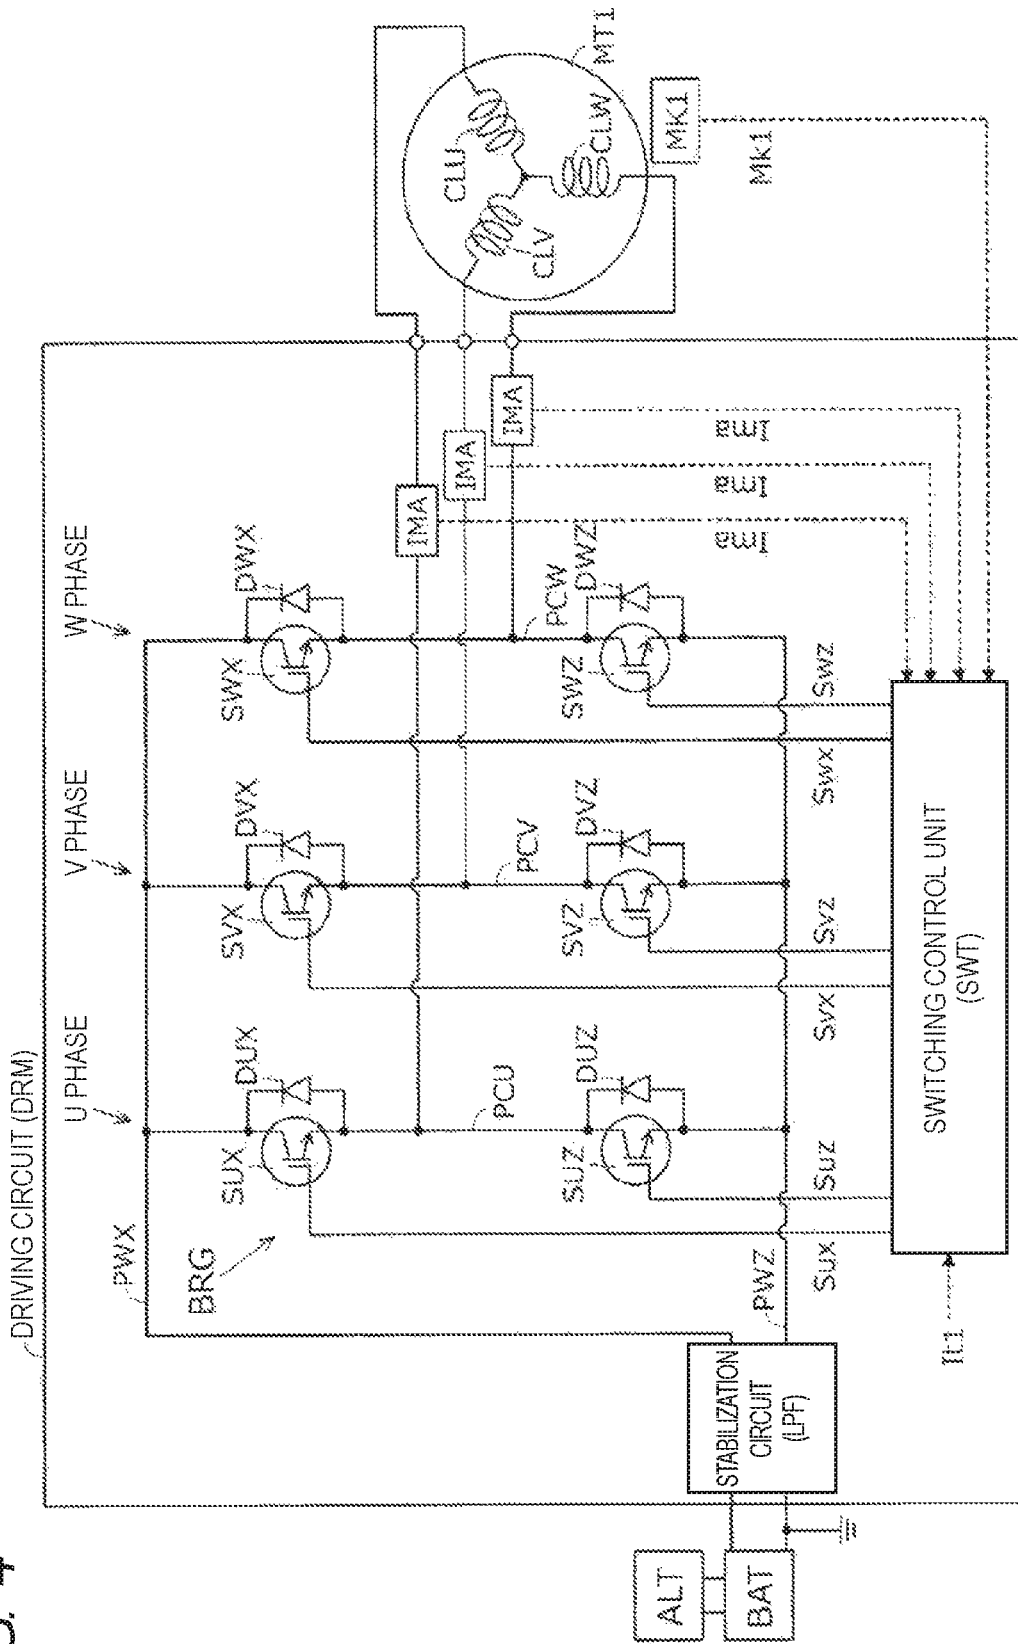 DRIVING CIRCUIT (DRM)
U PHASE
V PHASE
W PHASE
PWX
BRG
SUX
DUX
SVX
DVX
SWX
DWX
PCU
PCV
PCW
SUZ
DUZ
SVZ
DVZ
SWZ
DWZ
IMA
IMA
IMA
CLU
CLV
CLW
MT1
MK1
Mk1
Ima
Ima
Ima
PWZ
Sux
Suz
Svx
Svz
Swx
Swz
STABILIZATION
CIRCUIT
(LPF)
ALT
BAT
SWITCHING CONTROL UNIT
(SWT)
It1